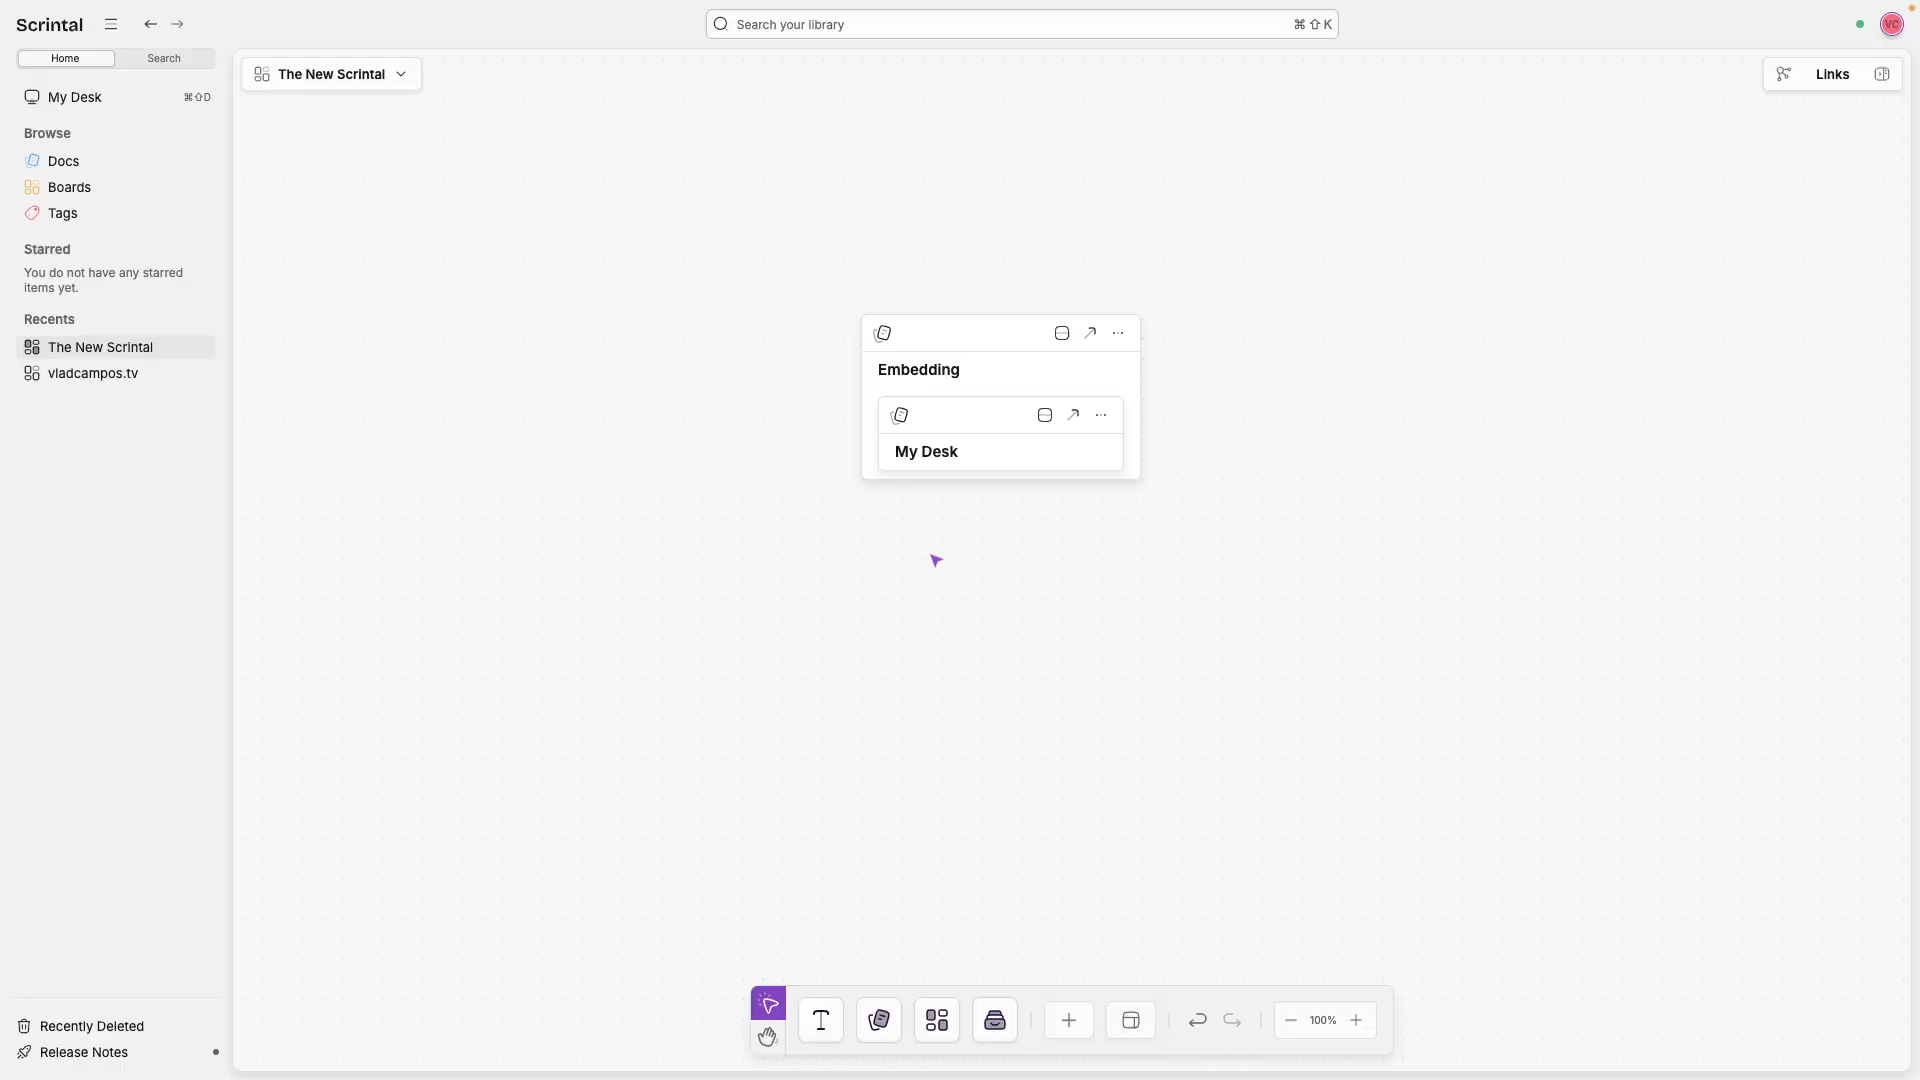 Scrintal
Search your library
⌘⇧K
VC
Home
Search
My Desk
⌘⇧D
Browse
Docs
Boards
Tags
Starred
You do not have any starred
items yet.
Recents
The New Scrintal
vladcampos.tv
Recently Deleted
Release Notes
The New Scrintal
Links
Embedding
My Desk
100%